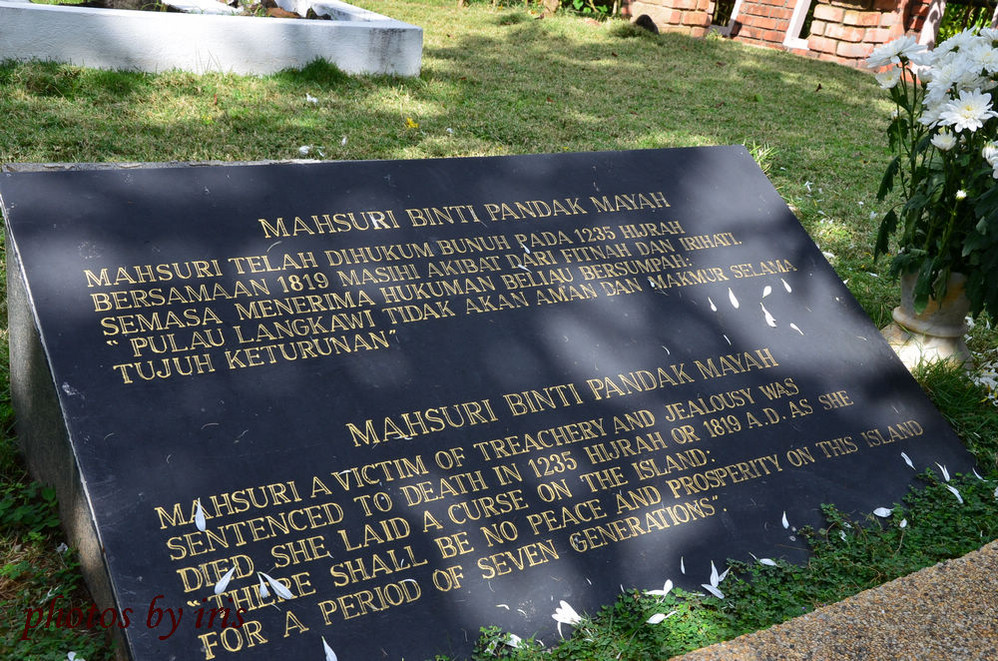 MAHSURI BINTI PANDAK MAYAH
MAHSURI TELAH DIHUKUM BUNUH PADA 1235 HIJRAH
BERSAMAAN 1819 MASIHI AKIBAT DARI FITNAH DAN IRIHATI.
SEMASA MENERIMA HUKUMAN BELIAU BERSUMPAH:
“ PULAU LANGKAWI TIDAK AKAN AMAN DAN MAKMUR SELAMA
TUJUH KETURUNAN”
MAHSURI BINTI PANDAK MAYAH
MAHSURI A VICTIM OF TREACHERY AND JEALOUSY WAS
SENTENCED TO DEATH IN 1235 HIJRAH OR 1819 A.D. AS SHE
DIED SHE LAID A CURSE ON THE ISLAND:
“THERE SHALL BE NO PEACE AND PROSPERITY ON THIS ISLAND
FOR A PERIOD OF SEVEN GENERATIONS”.
photos by iris